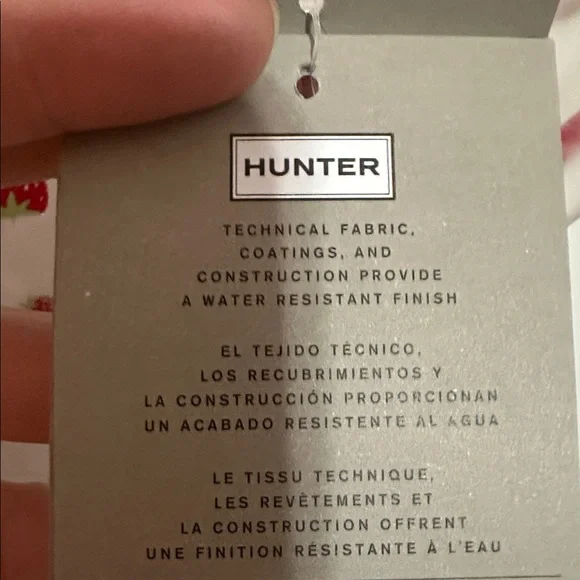 HUNTER
TECHNICAL FABRIC,
COATINGS, AND
CONSTRUCTION PROVIDE
A WATER RESISTANT FINISH
EL TEJIDO TÉCNICO,
LOS RECUBRIMIENTOS Y
LA CONSTRUCCIÓN PROPORCIONAN
UN ACABADO RESISTENTE AL AGUA
LE TISSU TECHNIQUE,
LES REVÊTEMENTS ET
LA CONSTRUCTION OFFRENT
UNE FINITION RÉSISTANTE À L'EAU